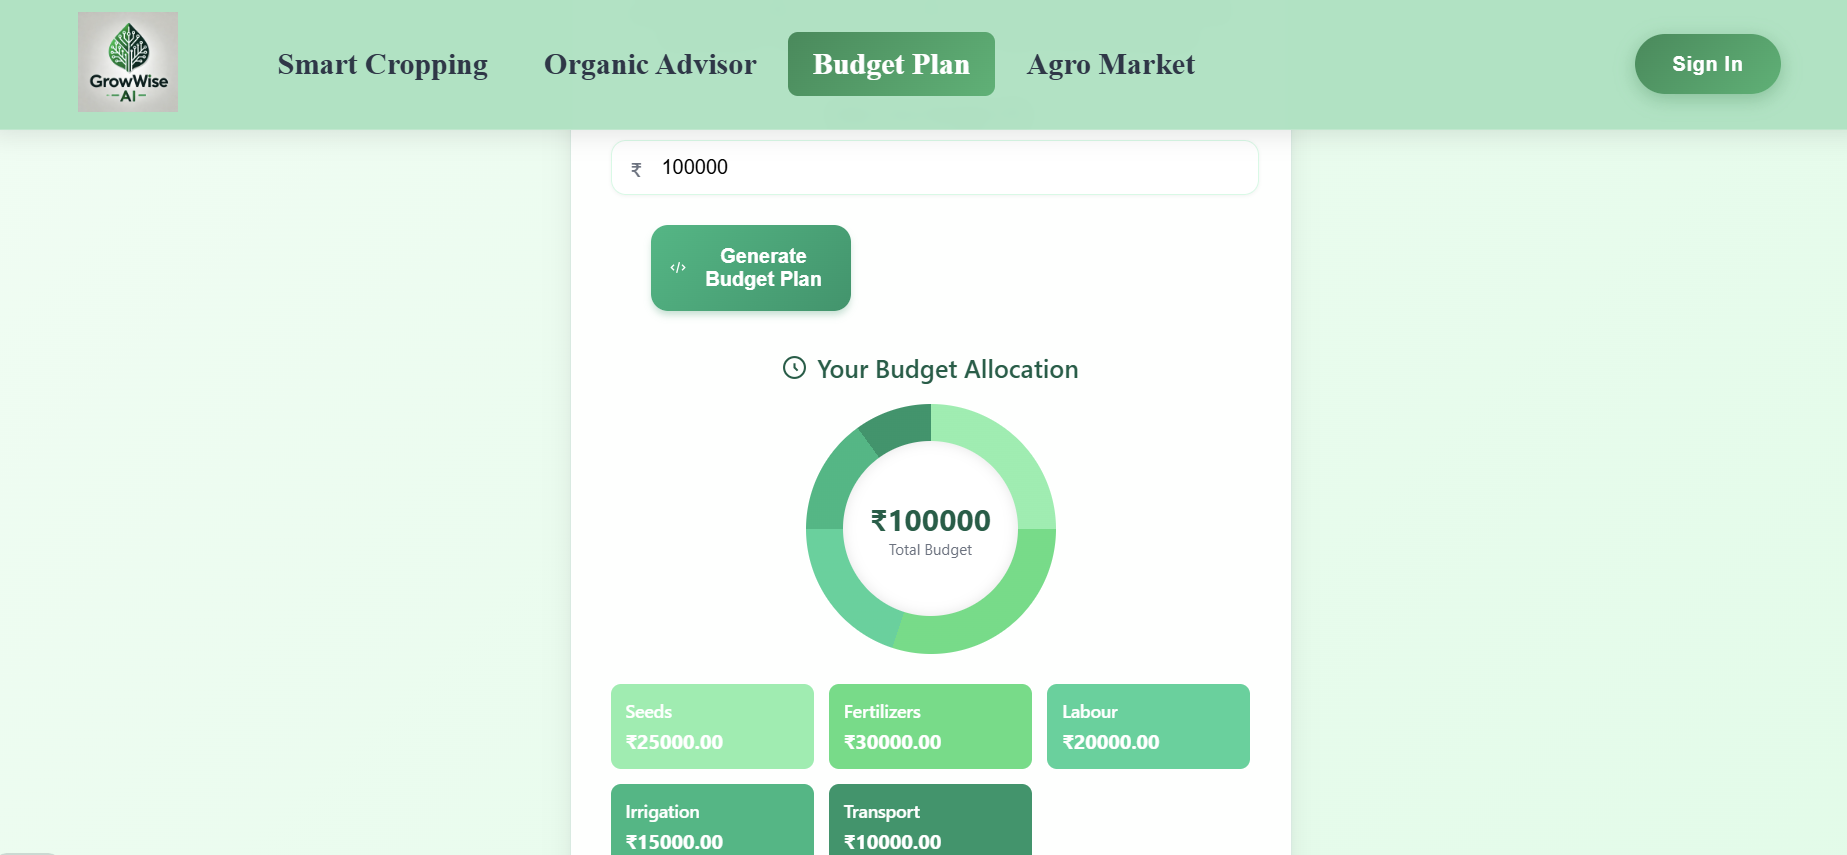 GrowWise
AI
Smart Cropping
Organic Advisor
Budget Plan
Agro Market
Sign In
₹ 100000
Generate
Budget Plan
Your Budget Allocation
₹100000
Total Budget
Seeds
₹25000.00
Fertilizers
₹30000.00
Labour
₹20000.00
Irrigation
₹15000.00
Transport
₹10000.00